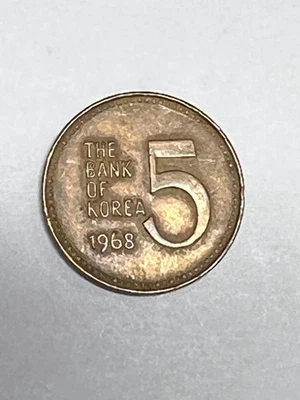 THE
BANK
OF
KOREA
1968
5